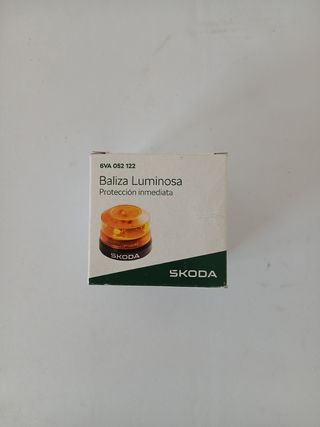 6VA 052 122
Baliza Luminosa
Protección inmediata
SKODA
SKODA